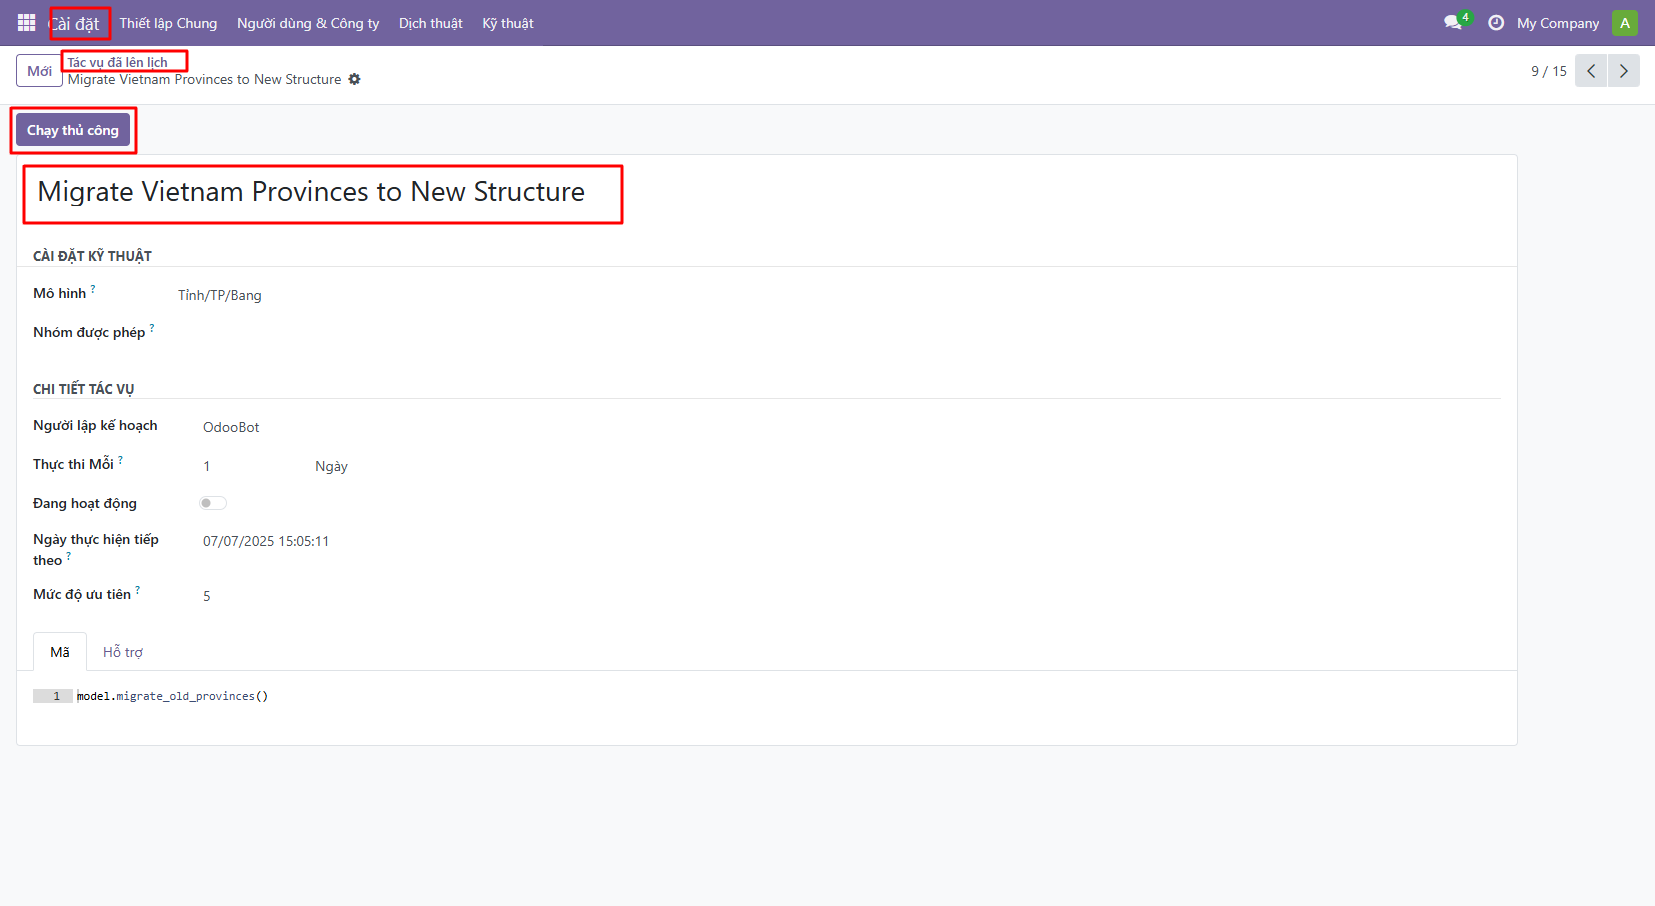 Cài đặt Thiết lập Chung Người dùng & Công ty Dịch thuật Kỹ thuật 4 My Company A
Mới Tác vụ đã lên lịch
Migrate Vietnam Provinces to New Structure
9 / 15
Chạy thủ công
Migrate Vietnam Provinces to New Structure
CÀI ĐẶT KỸ THUẬT
Mô hình ? Tỉnh/TP/Bang
Nhóm được phép ?
CHI TIẾT TÁC VỤ
Người lập kế hoạch OdooBot
Thực thi Mỗi ? 1 Ngày
Đang hoạt động
Ngày thực hiện tiếp
theo ? 07/07/2025 15:05:11
Mức độ ưu tiên ? 5
Mã Hỗ trợ
1 model.migrate_old_provinces()